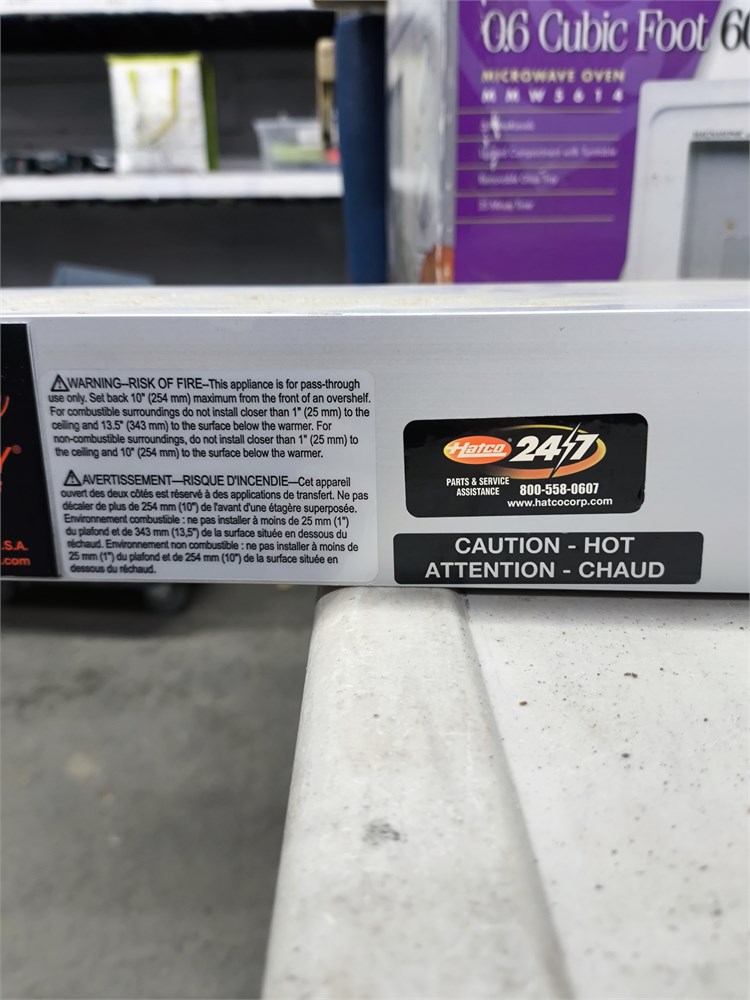 0.6 Cubic Foot
MICROWAVE OVEN
MMW5614
⚠WARNING–RISK OF FIRE–This appliance is for pass-through
use only. Set back 10" (254 mm) maximum from the front of an overshelf.
For combustible surroundings do not install closer than 1" (25 mm) to the
ceiling and 13.5" (343 mm) to the surface below the warmer. For
non-combustible surroundings, do not install closer than 1" (25 mm) to
the ceiling and 10" (254 mm) to the surface below the warmer.
⚠AVERTISSEMENT—RISQUE D'INCENDIE—Cet appareil
ouvert des deux côtés est réservé à des applications de transfert. Ne pas
décaler de plus de 254 mm (10") de l'avant d'une étagère superposée.
Environnement combustible : ne pas installer à moins de 25 mm (1")
du plafond et de 343 mm (13,5") de la surface située en dessous du
réchaud. Environnement non combustible : ne pas installer à moins de
25 mm (1") du plafond et de 254 mm (10") de la surface située en
dessous du réchaud.
S.A.
.com
Hatco 24/7
PARTS & SERVICE
ASSISTANCE 800-558-0607
www.hatcocorp.com
CAUTION - HOT
ATTENTION - CHAUD